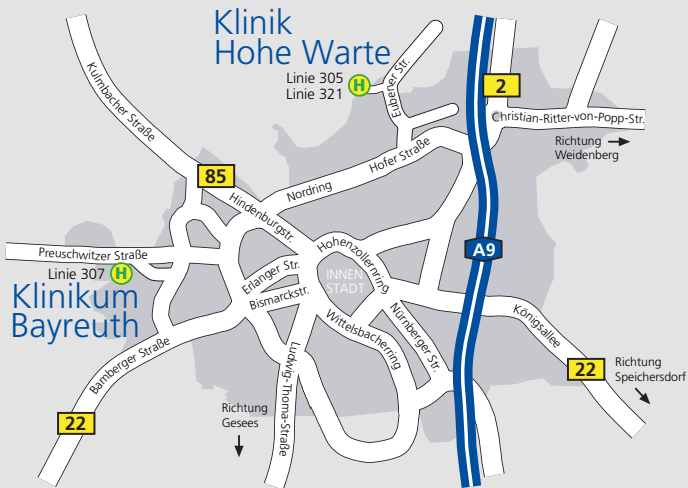 Klinik
Hohe Warte
Linie 305
Linie 321
H
Eubener Str.
2
Christian-Ritter-von-Popp-Str.
Richtung
Weidenberg
Kulmbacher Straße
85
Hindenburgstr.
Nordring
Hofer Straße
Preuschwitzer Straße
Linie 307
H
Klinikum
Bayreuth
Erlanger Str.
Bismarckstr.
Hohenzollernring
INNEN
STADT
A9
Wittelsbacherring
Nürnberger Str.
Königsallee
22
Richtung
Speichersdorf
Bamberger Straße
22
Ludwig-Thoma-Straße
Richtung
Gesees